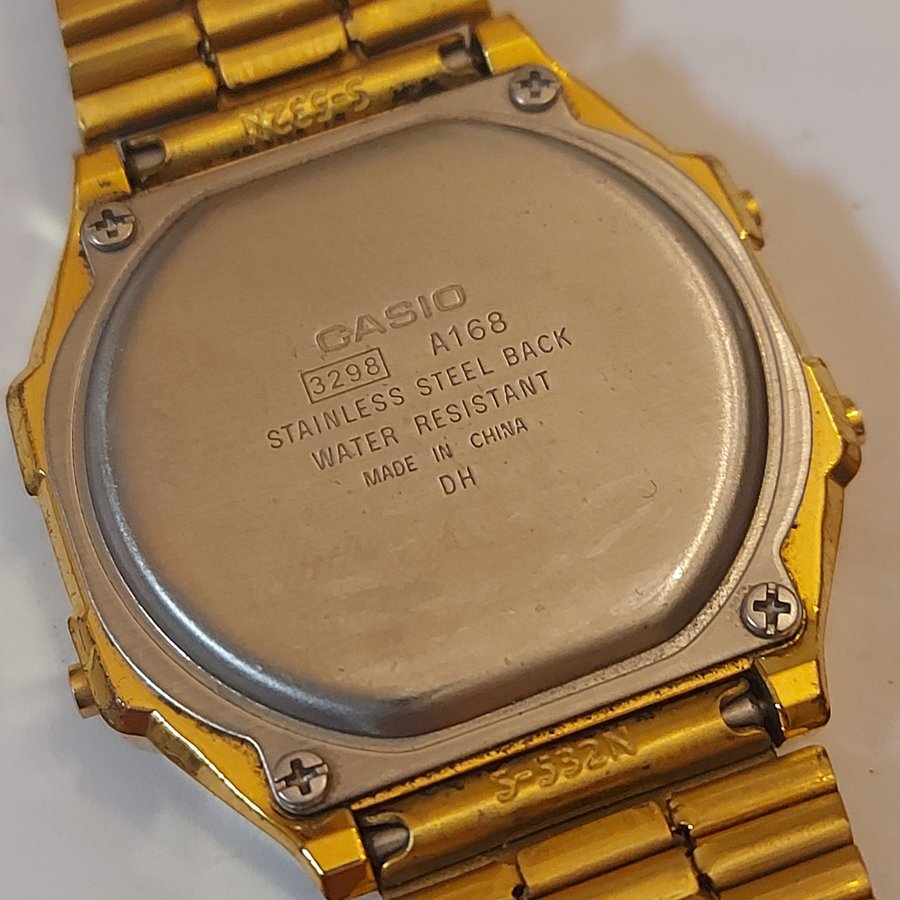 S-532N
CASIO
3298 A168
STAINLESS STEEL BACK
WATER RESISTANT
MADE IN CHINA
DH
S-532N